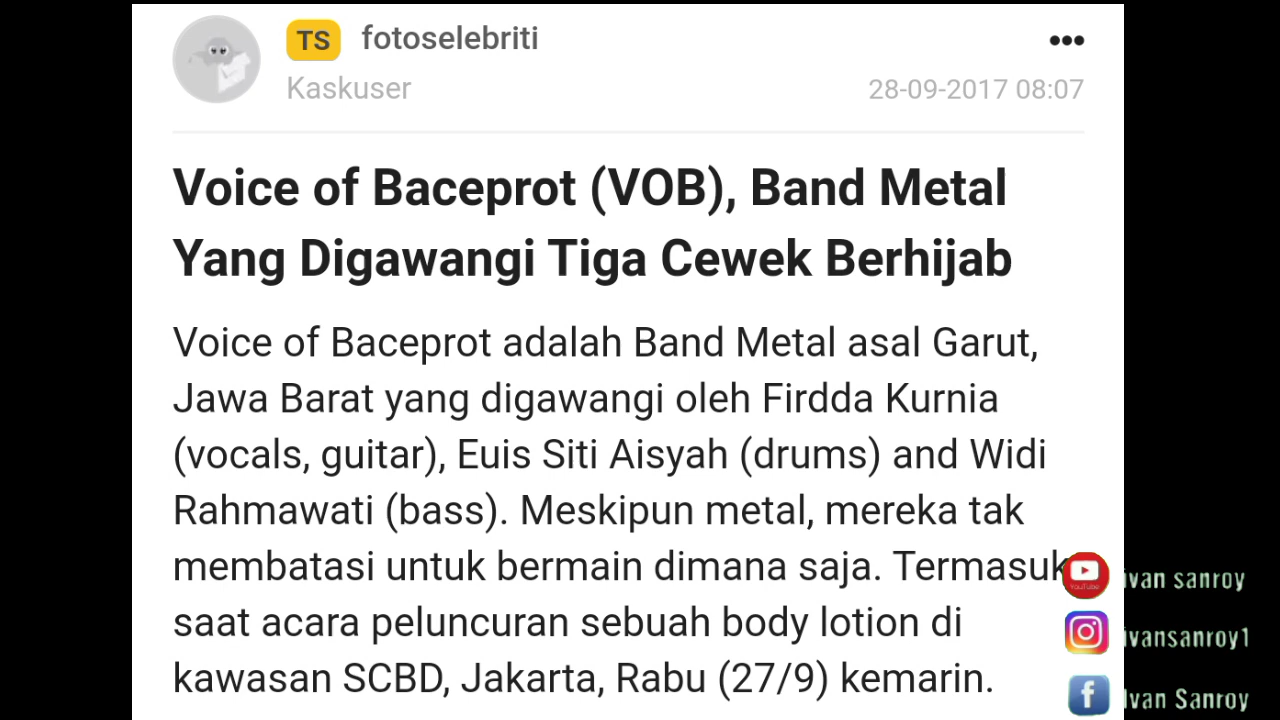 TS fotoselebriti
Kaskuser
28-09-2017 08:07
Voice of Baceprot (VOB), Band Metal
Yang Digawangi Tiga Cewek Berhijab
Voice of Baceprot adalah Band Metal asal Garut,
Jawa Barat yang digawangi oleh Firdda Kurnia
(vocals, guitar), Euis Siti Aisyah (drums) and Widi
Rahmawati (bass). Meskipun metal, mereka tak
membatasi untuk bermain dimana saja. Termasuk
saat acara peluncuran sebuah body lotion di
kawasan SCBD, Jakarta, Rabu (27/9) kemarin.
YouTube
ivan sanroy
ivansanroy1
Ivan Sanroy